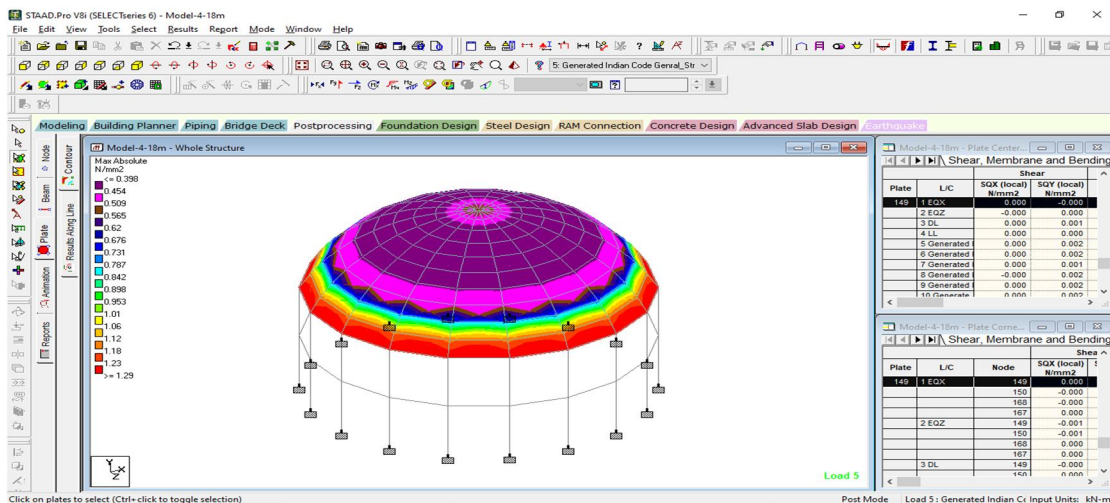 STAAD.Pro V8i (SELECTseries 6) - Model-4-18m
File Edit View Tools Select Results Report Mode Window Help
5: Generated Indian Code Genral_Str
Modeling Building Planner Piping Bridge Deck Postprocessing Foundation Design Steel Design RAM Connection Concrete Design Advanced Slab Design Earthquake
Node
Beam
Plate
Animation
Reports
Contour
Results Along Line
Model-4-18m - Whole Structure
Max Absolute
N/mm2
<= 0.398
0.454
0.509
0.565
0.62
0.676
0.731
0.787
0.842
0.898
0.953
1.01
1.06
1.12
1.18
1.23
>= 1.29
Y
X
Z
Load 5
Model-4-18m - Plate Center...
Shear, Membrane and Bending
Shear
Plate L/C SQX (local) N/mm2 SQY (local) N/mm2
149 1 EQX 0.000 -0.000
2 EQZ -0.000 0.000
3 DL 0.000 0.001
4 LL 0.000 0.000
5 Generated 0.000 0.002
6 Generated 0.000 0.002
7 Generated 0.000 0.001
8 Generated -0.000 0.002
9 Generated 0.000 0.002
10 Generate 0.000 0.002
Model-4-18m - Plate Corne...
Shear, Membrane and Bending
Shea
Plate L/C Node SQX (local) N/mm2
149 1 EQX 149 0.000
150 -0.000
168 -0.000
167 0.000
2 EQZ 149 -0.001
150 -0.001
168 0.000
167 0.000
3 DL 149 -0.000
150 0.000
Click on plates to select (Ctrl+click to toggle selection)
Post Mode Load 5 : Generated Indian Co Input Units: kN-m